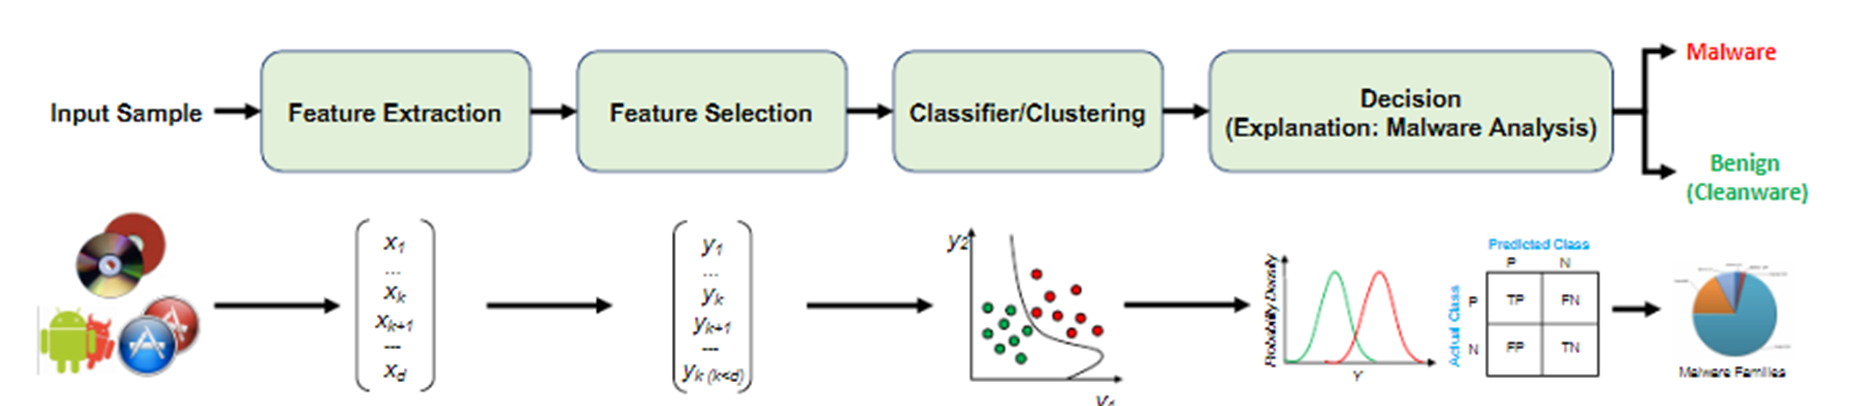 Input Sample
Feature Extraction
Feature Selection
Classifier/Clustering
Decision
(Explanation: Malware Analysis)
Malware
Benign
(Cleanware)
x1
...
xk
xk+1
---
xd
y1
...
yk
yk+1
---
yk (k<d)
y2
y1
Probability Density
Y
Predicted Class
P N
Actual Class
P TP FN
N FP TN
Malware Families